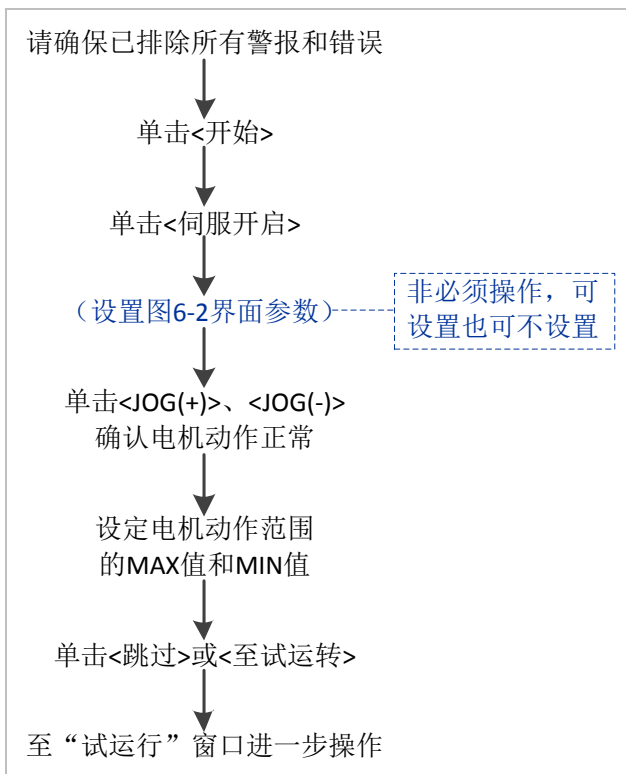 请确保已排除所有警报和错误
单击<开始>
单击<伺服开启>
（设置图6-2界面参数）
非必须操作，可
设置也可不设置
单击<JOG(+)>、<JOG(-)>
确认电机动作正常
设定电机动作范围
的MAX值和MIN值
单击<跳过>或<至试运转>
至“试运行”窗口进一步操作